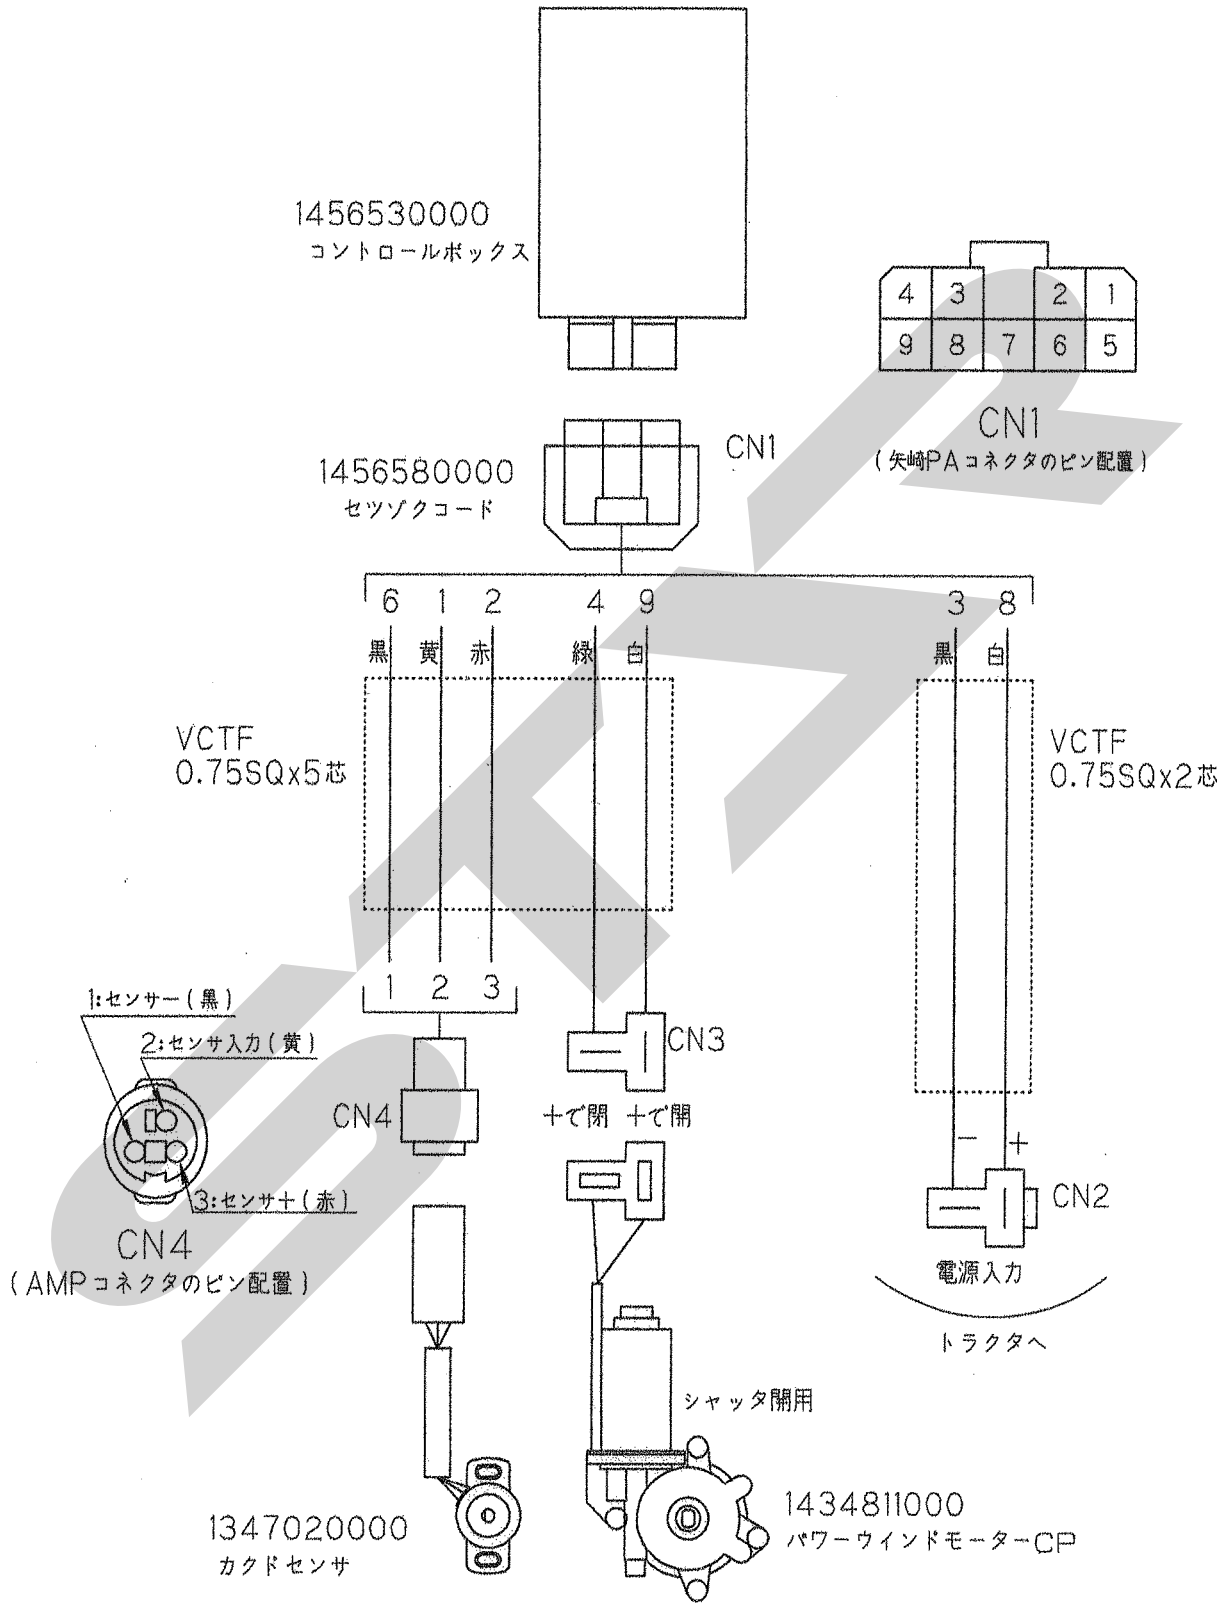 1456530000
コントロールボックス
4 3 2 1
9 8 7 6 5
CN1
(矢崎PAコネクタのピン配置)
CN1
1456580000
セツゾクコード
6 1 2 4 9 3 8
黒 黄 赤 緑 白 黒 白
VCTF
0.75SQx5芯
VCTF
0.75SQx2芯
1 2 3
1:センサー(黒)
2:センサ入力(黄)
3:センサ+(赤)
CN4
(AMPコネクタのピン配置)
CN4
CN3
+で閉 +で開
− +
CN2
電源入力
トラクタへ
シャッタ開用
1347020000
カクドセンサ
1434811000
パワーウインドモーターCP
STAR